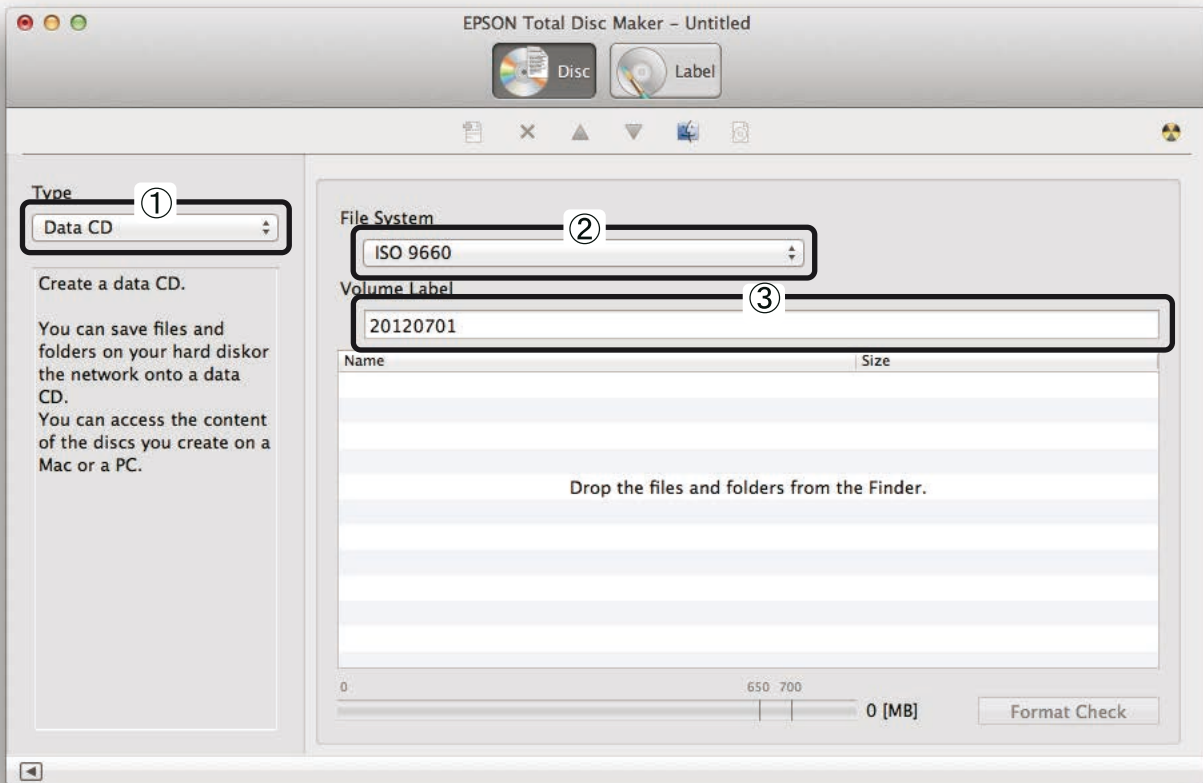 EPSON Total Disc Maker – Untitled
Disc
Label
Type
①
Data CD
Create a data CD.
You can save files and
folders on your hard diskor
the network onto a data
CD.
You can access the content
of the discs you create on a
Mac or a PC.
File System
②
ISO 9660
Volume Label
③
20120701
Name Size
Drop the files and folders from the Finder.
0 650 700
0 [MB]
Format Check